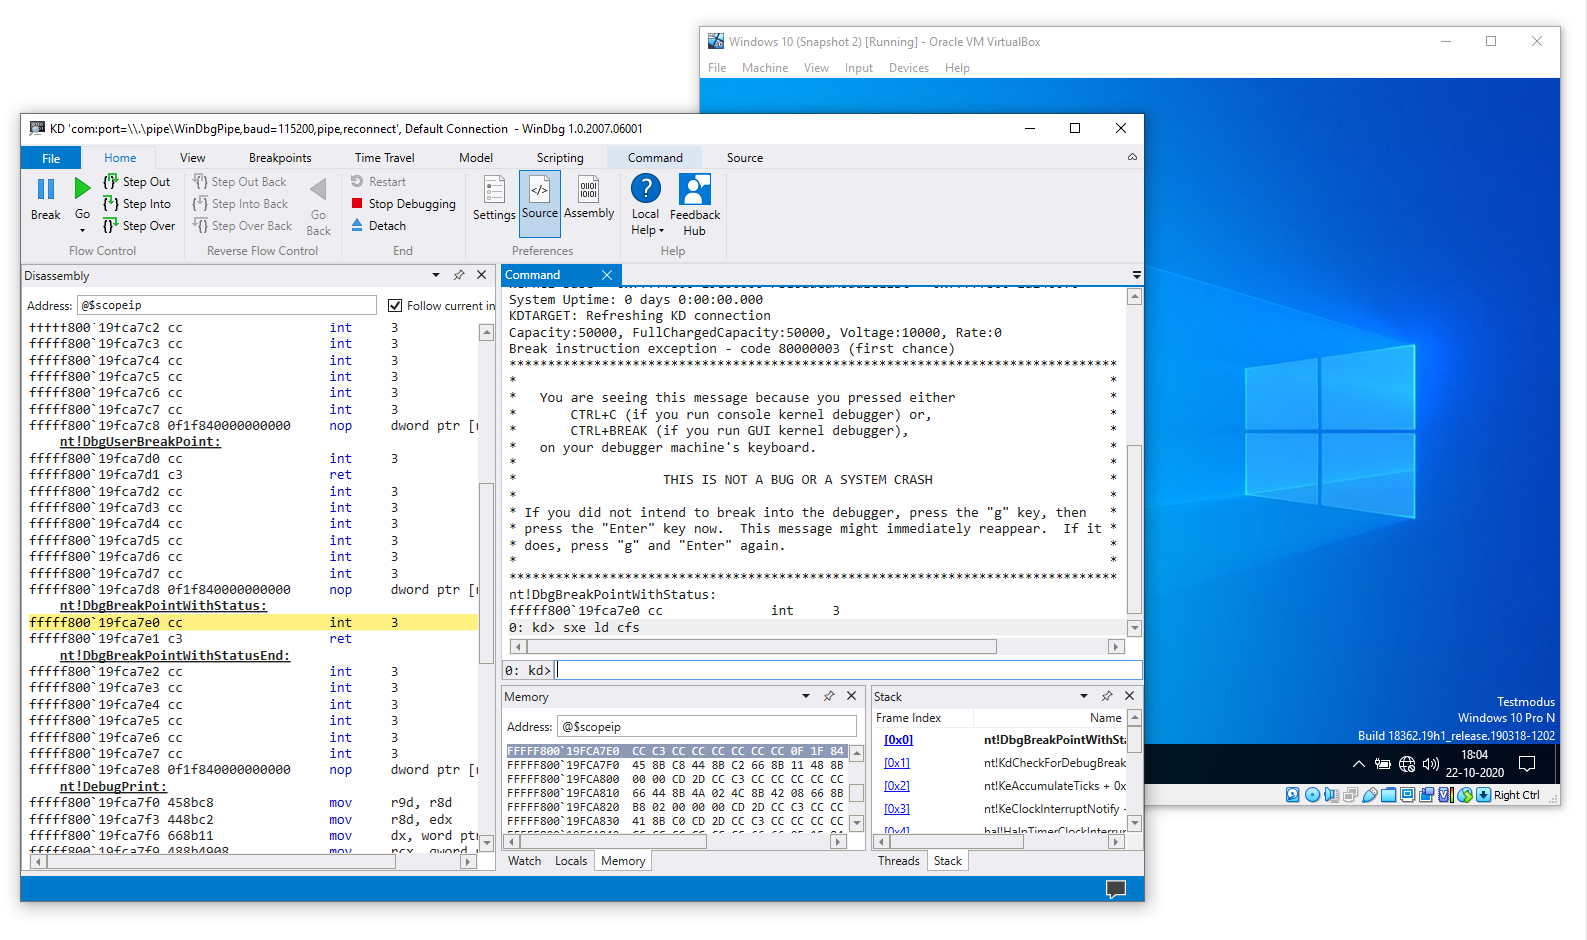 Windows 10 (Snapshot 2) [Running] - Oracle VM VirtualBox
File Machine View Input Devices Help
KD 'com:port=\\.\pipe\WinDbgPipe,baud=115200,pipe,reconnect', Default Connection - WinDbg 1.0.2007.06001
File Home View Breakpoints Time Travel Model Scripting Command Source
Break
Go
Step Out
Step Into
Step Over
Flow Control
Step Out Back
Step Into Back
Step Over Back
Go Back
Reverse Flow Control
Restart
Stop Debugging
Detach
End
Settings
Source
Assembly
Preferences
Local Help
Feedback Hub
Help
Disassembly
Address: @$scopeip
Follow current in
fffff800`19fca7c2 cc int 3
fffff800`19fca7c3 cc int 3
fffff800`19fca7c4 cc int 3
fffff800`19fca7c5 cc int 3
fffff800`19fca7c6 cc int 3
fffff800`19fca7c7 cc int 3
fffff800`19fca7c8 0f1f840000000000 nop dword ptr [r
nt!DbgUserBreakPoint:
fffff800`19fca7d0 cc int 3
fffff800`19fca7d1 c3 ret
fffff800`19fca7d2 cc int 3
fffff800`19fca7d3 cc int 3
fffff800`19fca7d4 cc int 3
fffff800`19fca7d5 cc int 3
fffff800`19fca7d6 cc int 3
fffff800`19fca7d7 cc int 3
fffff800`19fca7d8 0f1f840000000000 nop dword ptr [r
nt!DbgBreakPointWithStatus:
fffff800`19fca7e0 cc int 3
fffff800`19fca7e1 c3 ret
nt!DbgBreakPointWithStatusEnd:
fffff800`19fca7e2 cc int 3
fffff800`19fca7e3 cc int 3
fffff800`19fca7e4 cc int 3
fffff800`19fca7e5 cc int 3
fffff800`19fca7e6 cc int 3
fffff800`19fca7e7 cc int 3
fffff800`19fca7e8 0f1f840000000000 nop dword ptr [r
nt!DebugPrint:
fffff800`19fca7f0 458bc8 mov r9d, r8d
fffff800`19fca7f3 448bc2 mov r8d, edx
fffff800`19fca7f6 668b11 mov dx, word ptr
fffff800`19fca7f9 488b4908 mov rcx, qword p
Command
System Uptime: 0 days 0:00:00.000
KDTARGET: Refreshing KD connection
Capacity:50000, FullChargedCapacity:50000, Voltage:10000, Rate:0
Break instruction exception - code 80000003 (first chance)
*******************************************************************************
* *
* You are seeing this message because you pressed either *
* CTRL+C (if you run console kernel debugger) or, *
* CTRL+BREAK (if you run GUI kernel debugger), *
* on your debugger machine's keyboard. *
* *
* THIS IS NOT A BUG OR A SYSTEM CRASH *
* *
* If you did not intend to break into the debugger, press the "g" key, then *
* press the "Enter" key now. This message might immediately reappear. If it *
* does, press "g" and "Enter" again. *
* *
*******************************************************************************
nt!DbgBreakPointWithStatus:
fffff800`19fca7e0 cc int 3
0: kd> sxe ld cfs
0: kd>
Memory
Address: @$scopeip
FFFFF800`19FCA7E0 CC C3 CC CC CC CC CC CC 0F 1F 84
FFFFF800`19FCA7F0 45 8B C8 44 8B C2 66 8B 11 48 8B
FFFFF800`19FCA800 00 00 CD 2D CC C3 CC CC CC CC CC
FFFFF800`19FCA810 66 44 8B 4A 02 4C 8B 42 08 66 8B
FFFFF800`19FCA820 B8 02 00 00 00 CD 2D CC C3 CC CC
FFFFF800`19FCA830 41 8B C0 CD 2D CC C3 CC CC CC CC
Watch Locals Memory
Stack
Frame Index Name
[0x0] nt!DbgBreakPointWithSta
[0x1] nt!KdCheckForDebugBreak
[0x2] nt!KeAccumulateTicks + 0x
[0x3] nt!KeClockInterruptNotify -
[0x4] hal!HalpTimerClockInterrup
Threads Stack
Testmodus
Windows 10 Pro N
Build 18362.19h1_release.190318-1202
18:04
22-10-2020
Right Ctrl